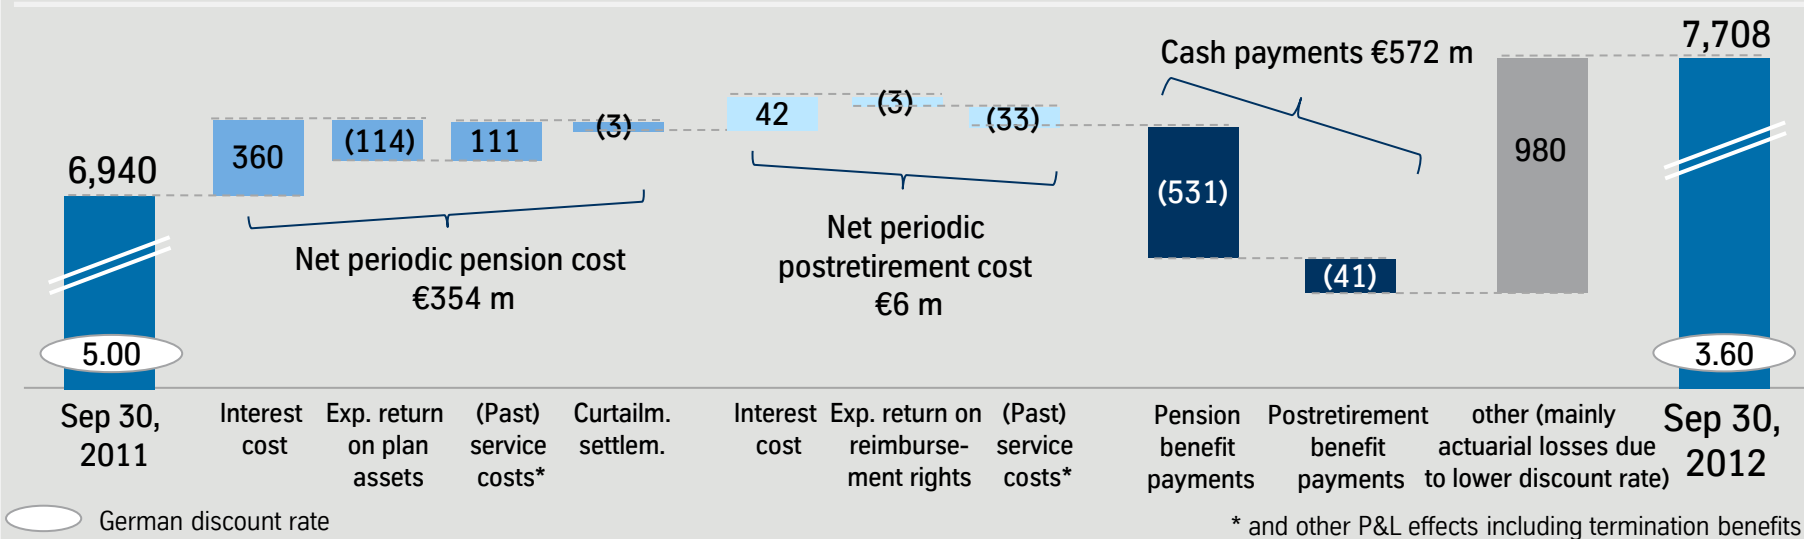 7,708
Cash payments €572 m
6,940
360
(114)
111
(3)
42
(3)
(33)
(531)
(41)
980
Net periodic pension cost
€354 m
Net periodic
postretirement cost
€6 m
5.00
3.60
Sep 30,
2011
Interest
cost
Exp. return
on plan
assets
(Past)
service
costs*
Curtailm.
settlem.
Interest
cost
Exp. return on
reimburse-
ment rights
(Past)
service
costs*
Pension
benefit
payments
Postretirement
benefit
payments
other (mainly
actuarial losses due
to lower discount rate)
Sep 30,
2012
German discount rate
* and other P&L effects including termination benefits